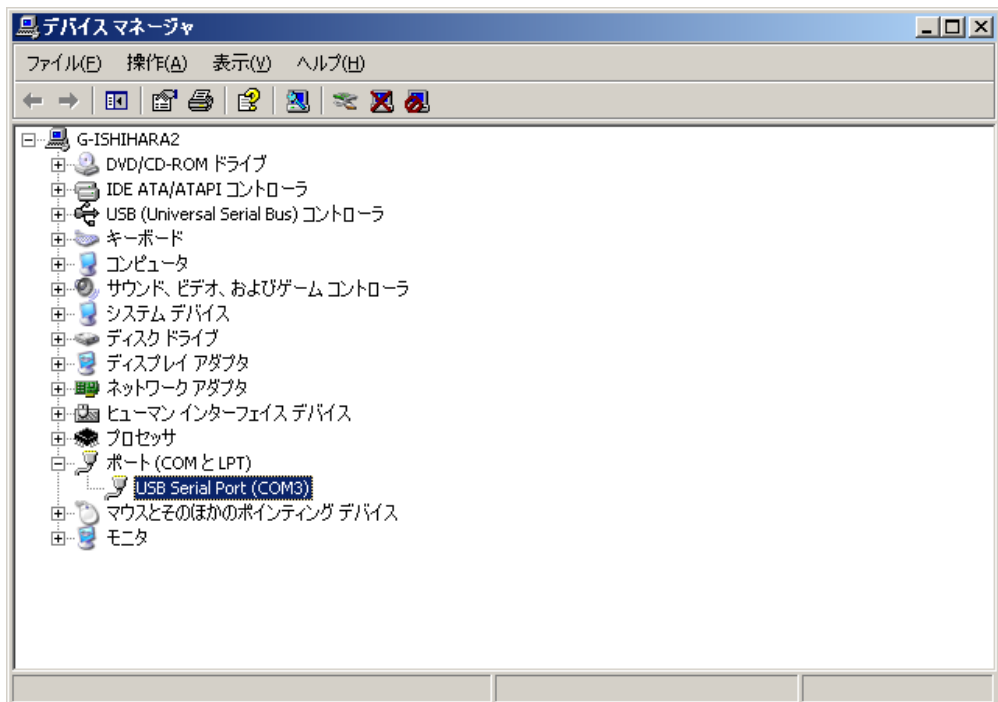 デバイス マネージャ
ファイル(F) 操作(A) 表示(V) ヘルプ(H)
G-ISHIHARA2
DVD/CD-ROM ドライブ
IDE ATA/ATAPI コントローラ
USB (Universal Serial Bus) コントローラ
キーボード
コンピュータ
サウンド、ビデオ、およびゲーム コントローラ
システム デバイス
ディスク ドライブ
ディスプレイ アダプタ
ネットワーク アダプタ
ヒューマン インターフェイス デバイス
プロセッサ
ポート (COM と LPT)
USB Serial Port (COM3)
マウスとそのほかのポインティング デバイス
モニタ